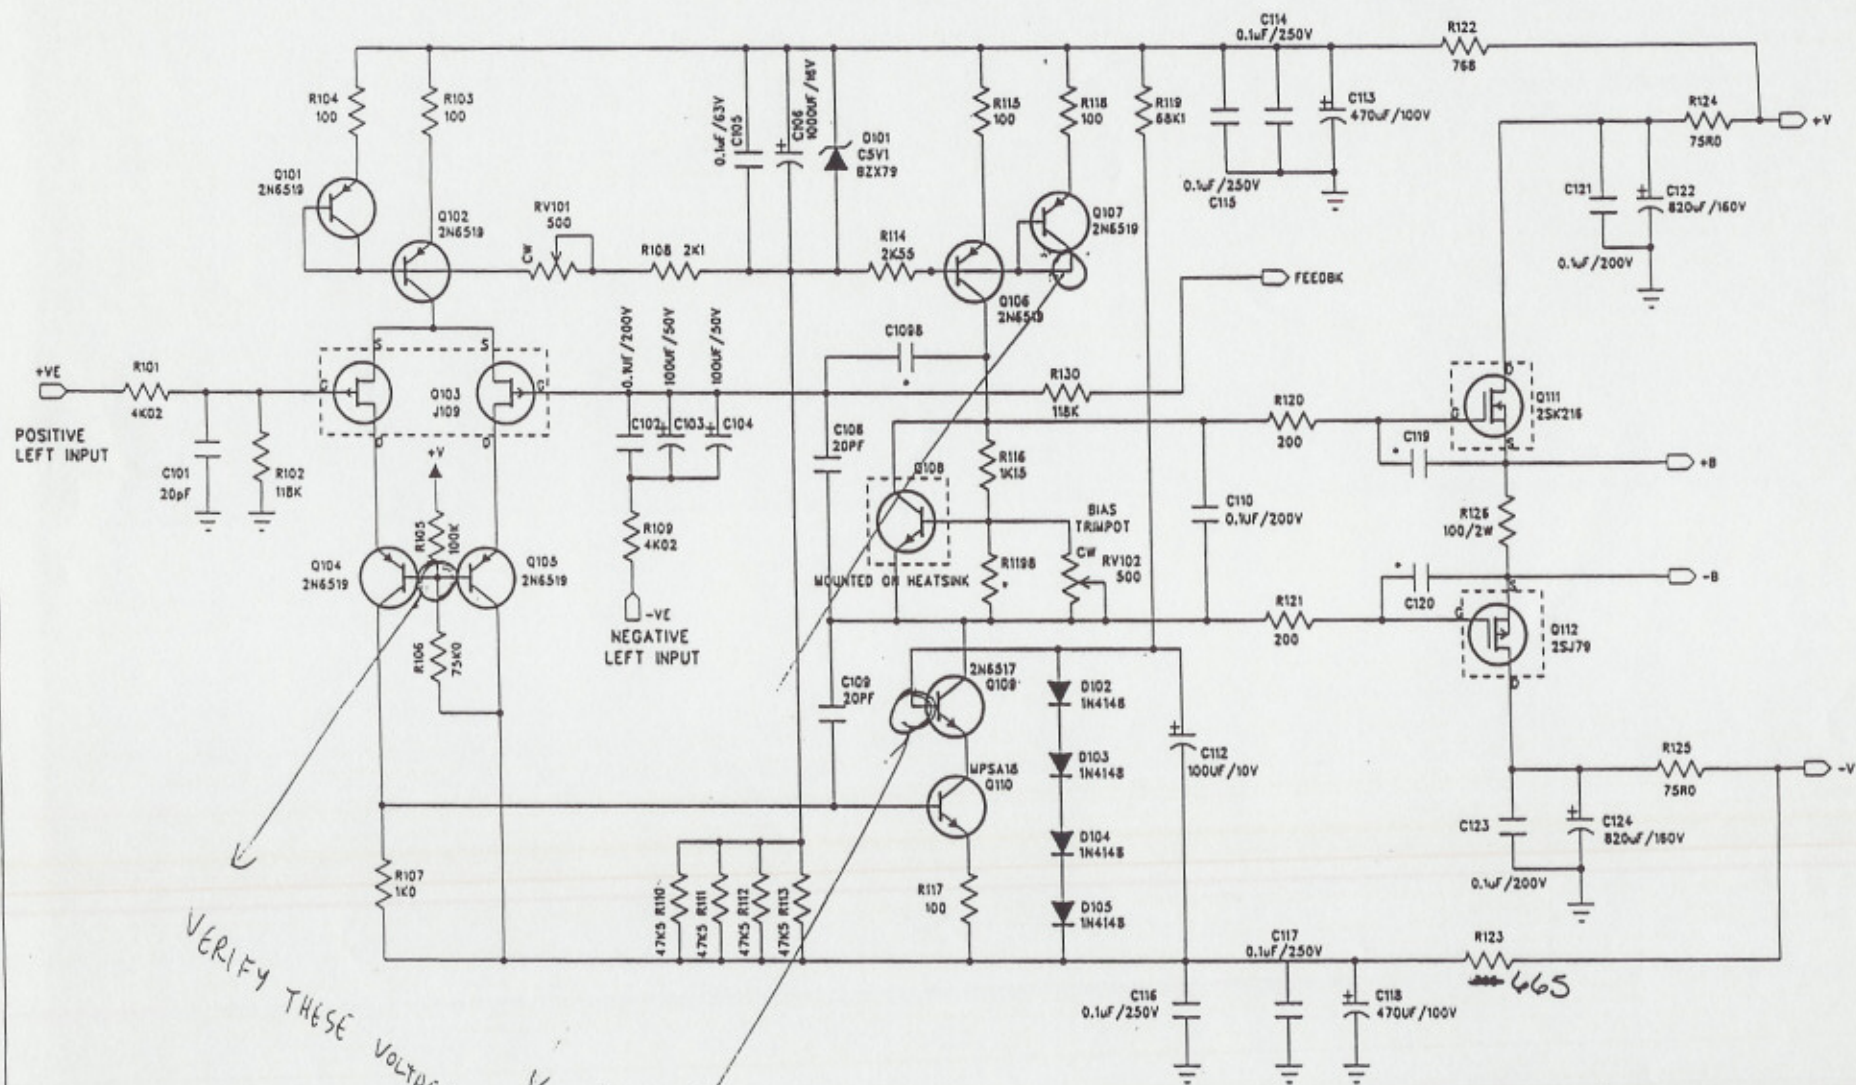 C114
0.1uF/250V
R122
768
R104
100
R103
100
0.1uF/63V
C105
C106
1000UF/16V
D101
C5V1
BZX79
R115
100
R118
100
R119
68K1
C113
470uF/100V
R124
75R0
+V
Q101
2N6519
Q102
2N6519
RV101
500
CW
R108 2K1
R114
2K55
Q107
2N6519
0.1uF/250V
C115
C121
C122
820uF/160V
0.1uF/200V
Q106
2N6519
FEEDBK
C109B
+VE
R101
4K02
POSITIVE
LEFT INPUT
C101
20pF
R102
118K
S
S
G
G
Q103
J109
D
D
0.1UF/200V
100UF/50V
100UF/50V
C102
C103
C104
R130
118K
C108
20PF
R120
200
D
G
S
Q111
2SK216
C119
+B
+V
R105
100K
Q104
2N6519
Q105
2N6519
R106
75K0
R109
4K02
-VE
NEGATIVE
LEFT INPUT
Q108
R116
1K15
BIAS
TRIMPOT
CW
RV102
500
R119B
MOUNTED ON HEATSINK
C110
0.1UF/200V
R126
100/2W
-B
C120
R121
200
S
G
D
Q112
2SJ79
C109
20PF
2N6517
Q109
D102
1N4148
D103
1N4148
C112
100UF/10V
MPSA18
Q110
D104
1N4148
D105
1N4148
R125
75R0
-V
C123
C124
820uF/160V
0.1uF/200V
R107
1K0
47K5 R110
47K5 R111
47K5 R112
47K5 R113
R117
100
C117
0.1uF/250V
R123
665
C116
0.1uF/250V
C118
470UF/100V
VERIFY THESE